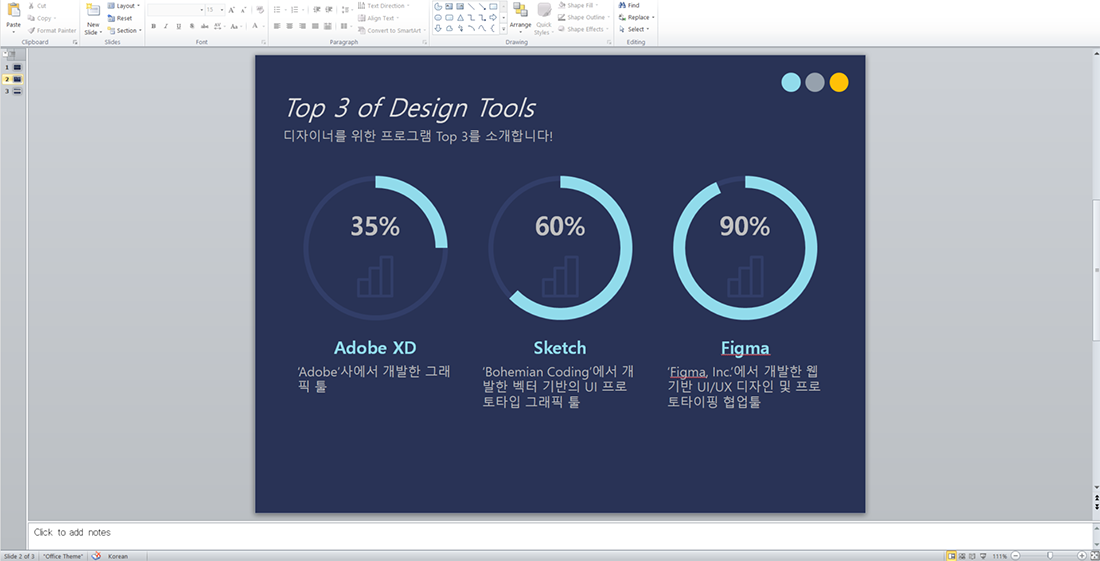 Cut
Copy
Format Painter
Paste
Clipboard
New
Slide
Layout
Reset
Section
Slides
15
Font
Text Direction
Align Text
Convert to SmartArt
Paragraph
Arrange
Quick
Styles
Shape Fill
Shape Outline
Shape Effects
Drawing
Find
Replace
Select
Editing
1
2
3
Top 3 of Design Tools
디자이너를 위한 프로그램 Top 3를 소개합니다!
35%
60%
90%
Adobe XD
'Adobe'사에서 개발한 그래
픽 툴
Sketch
'Bohemian Coding'에서 개
발한 벡터 기반의 UI 프로
토타입 그래픽 툴
Figma
'Figma, Inc.'에서 개발한 웹
기반 UI/UX 디자인 및 프로
토타이핑 협업툴
Click to add notes
Slide 2 of 3 "Office Theme" Korean 111%